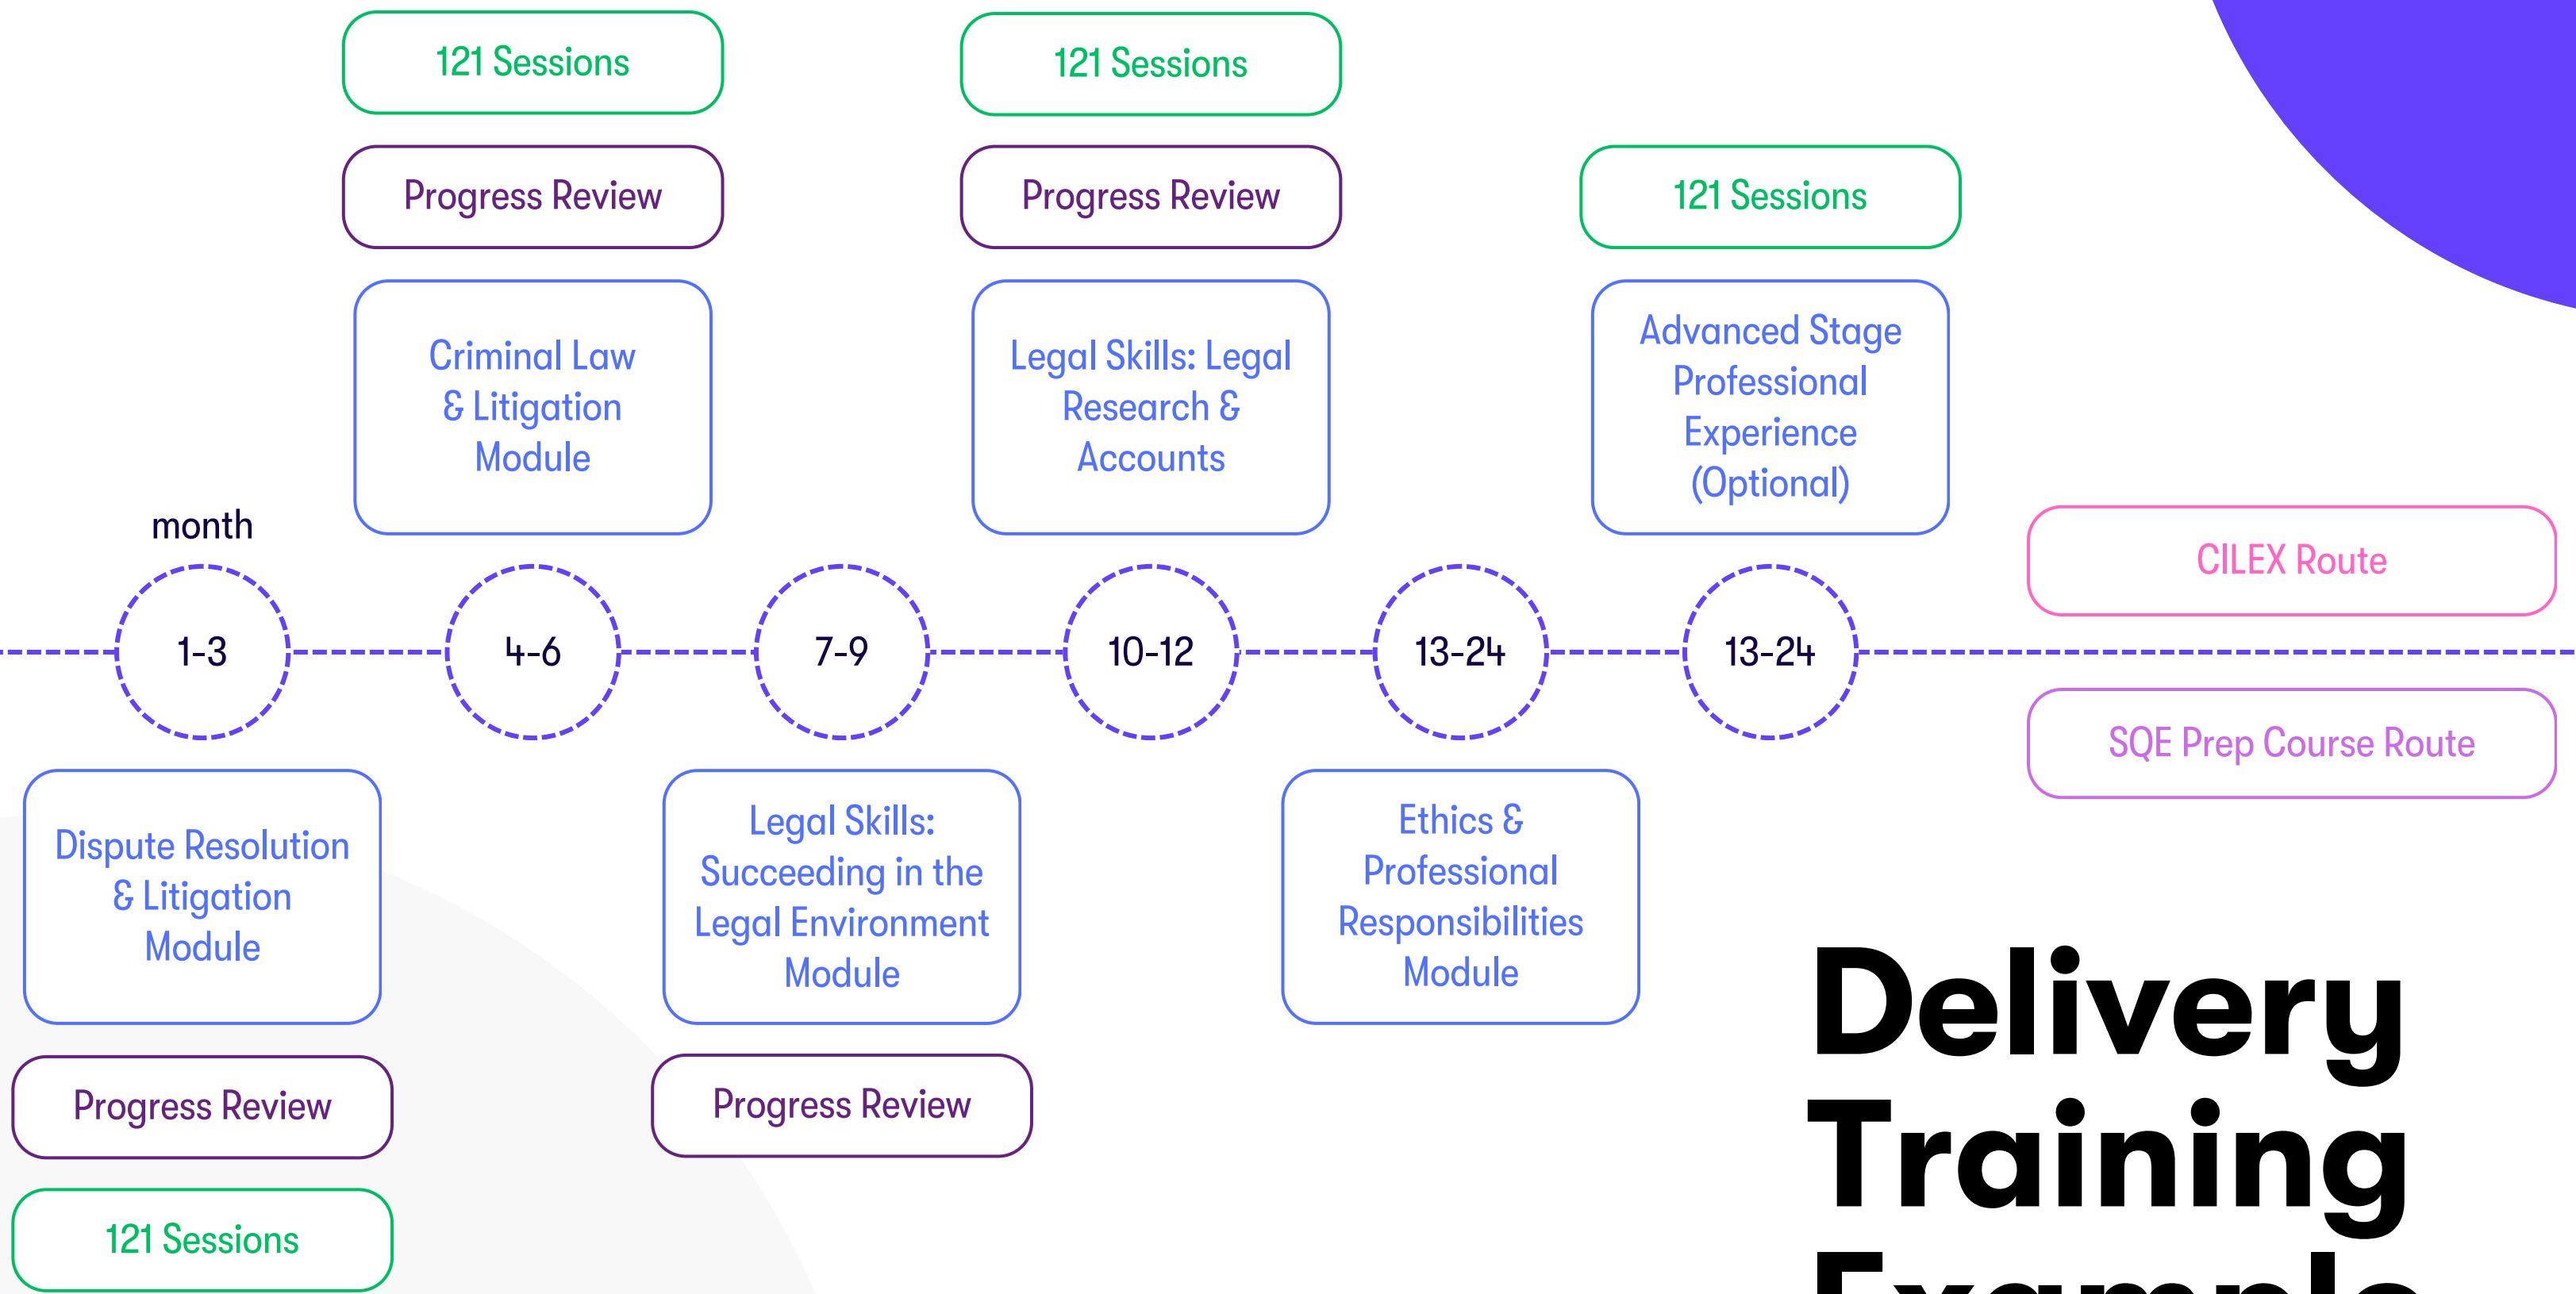 121 Sessions
Progress Review
Criminal Law
& Litigation
Module
121 Sessions
Progress Review
Legal Skills: Legal
Research &
Accounts
121 Sessions
Advanced Stage
Professional
Experience
(Optional)
month
1-3
4-6
7-9
10-12
13-24
13-24
CILEX Route
SQE Prep Course Route
Dispute Resolution
& Litigation
Module
Progress Review
121 Sessions
Legal Skills:
Succeeding in the
Legal Environment
Module
Progress Review
Ethics &
Professional
Responsibilities
Module
Delivery
Training
Example